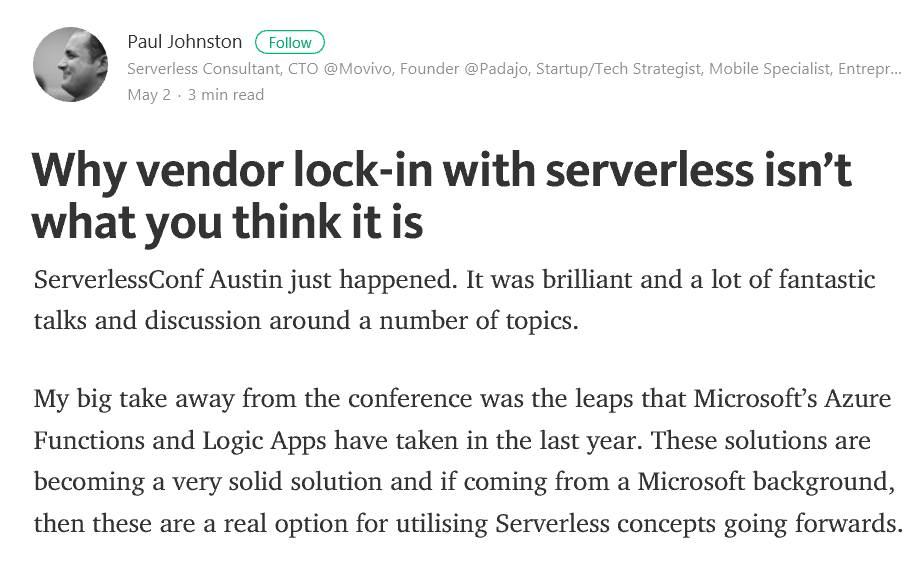 Paul Johnston Follow
Serverless Consultant, CTO @Movivo, Founder @Padajo, Startup/Tech Strategist, Mobile Specialist, Entrepr...
May 2 · 3 min read
Why vendor lock-in with serverless isn’t
what you think it is
ServerlessConf Austin just happened. It was brilliant and a lot of fantastic
talks and discussion around a number of topics.
My big take away from the conference was the leaps that Microsoft’s Azure
Functions and Logic Apps have taken in the last year. These solutions are
becoming a very solid solution and if coming from a Microsoft background,
then these are a real option for utilising Serverless concepts going forwards.